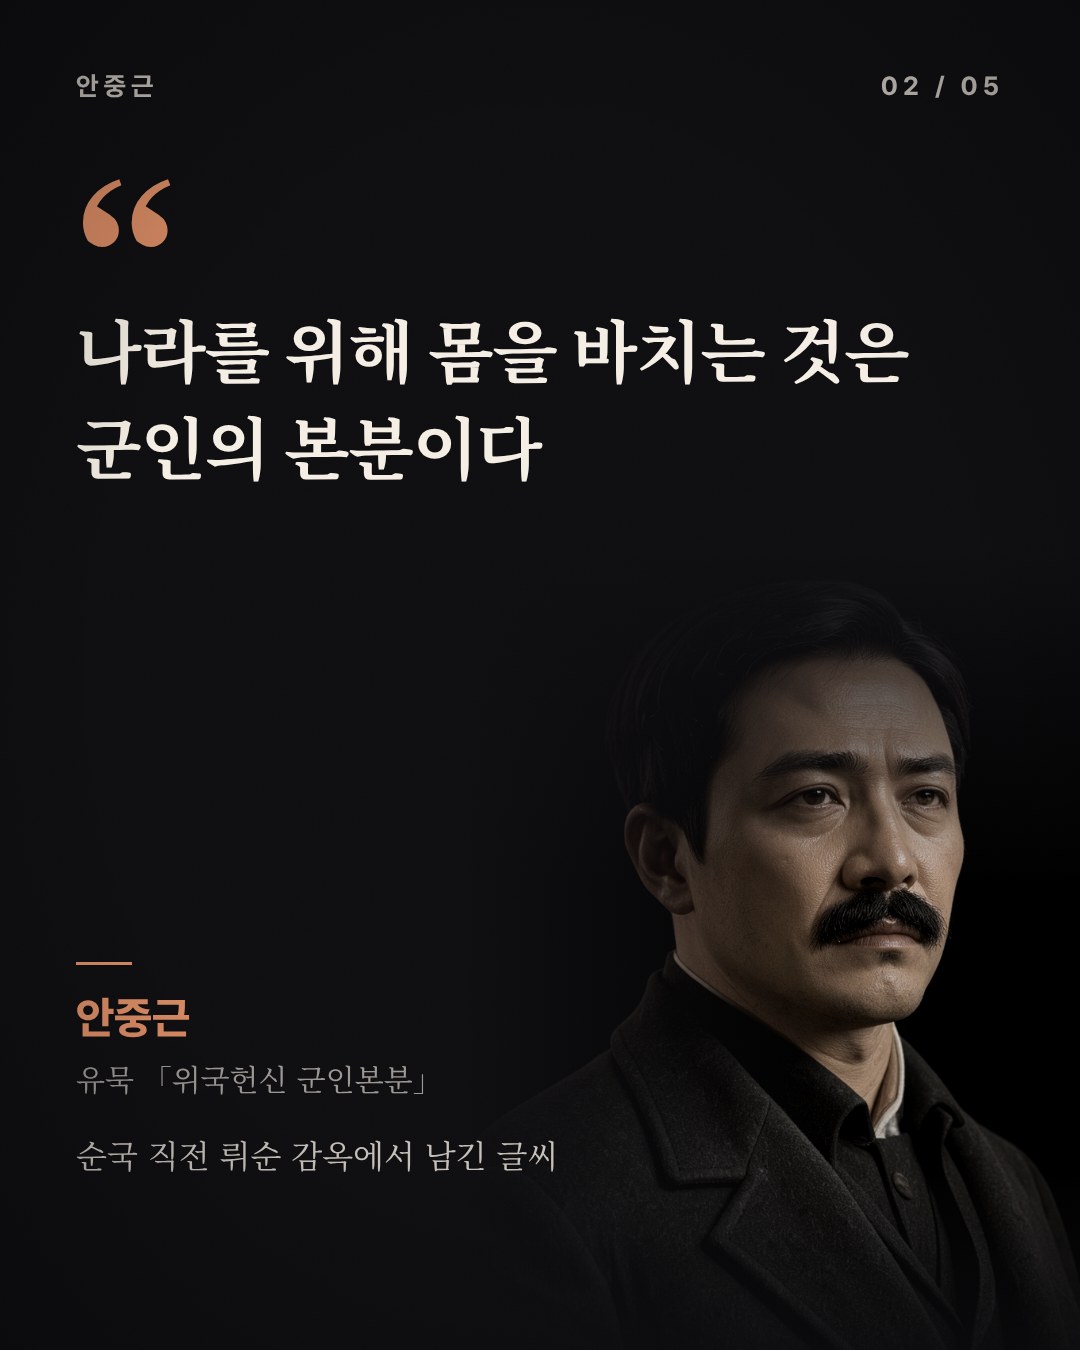 안중근
02 / 05
“
나라를 위해 몸을 바치는 것은
군인의 본분이다
안중근
유묵 「위국헌신 군인본분」
순국 직전 뤼순 감옥에서 남긴 글씨